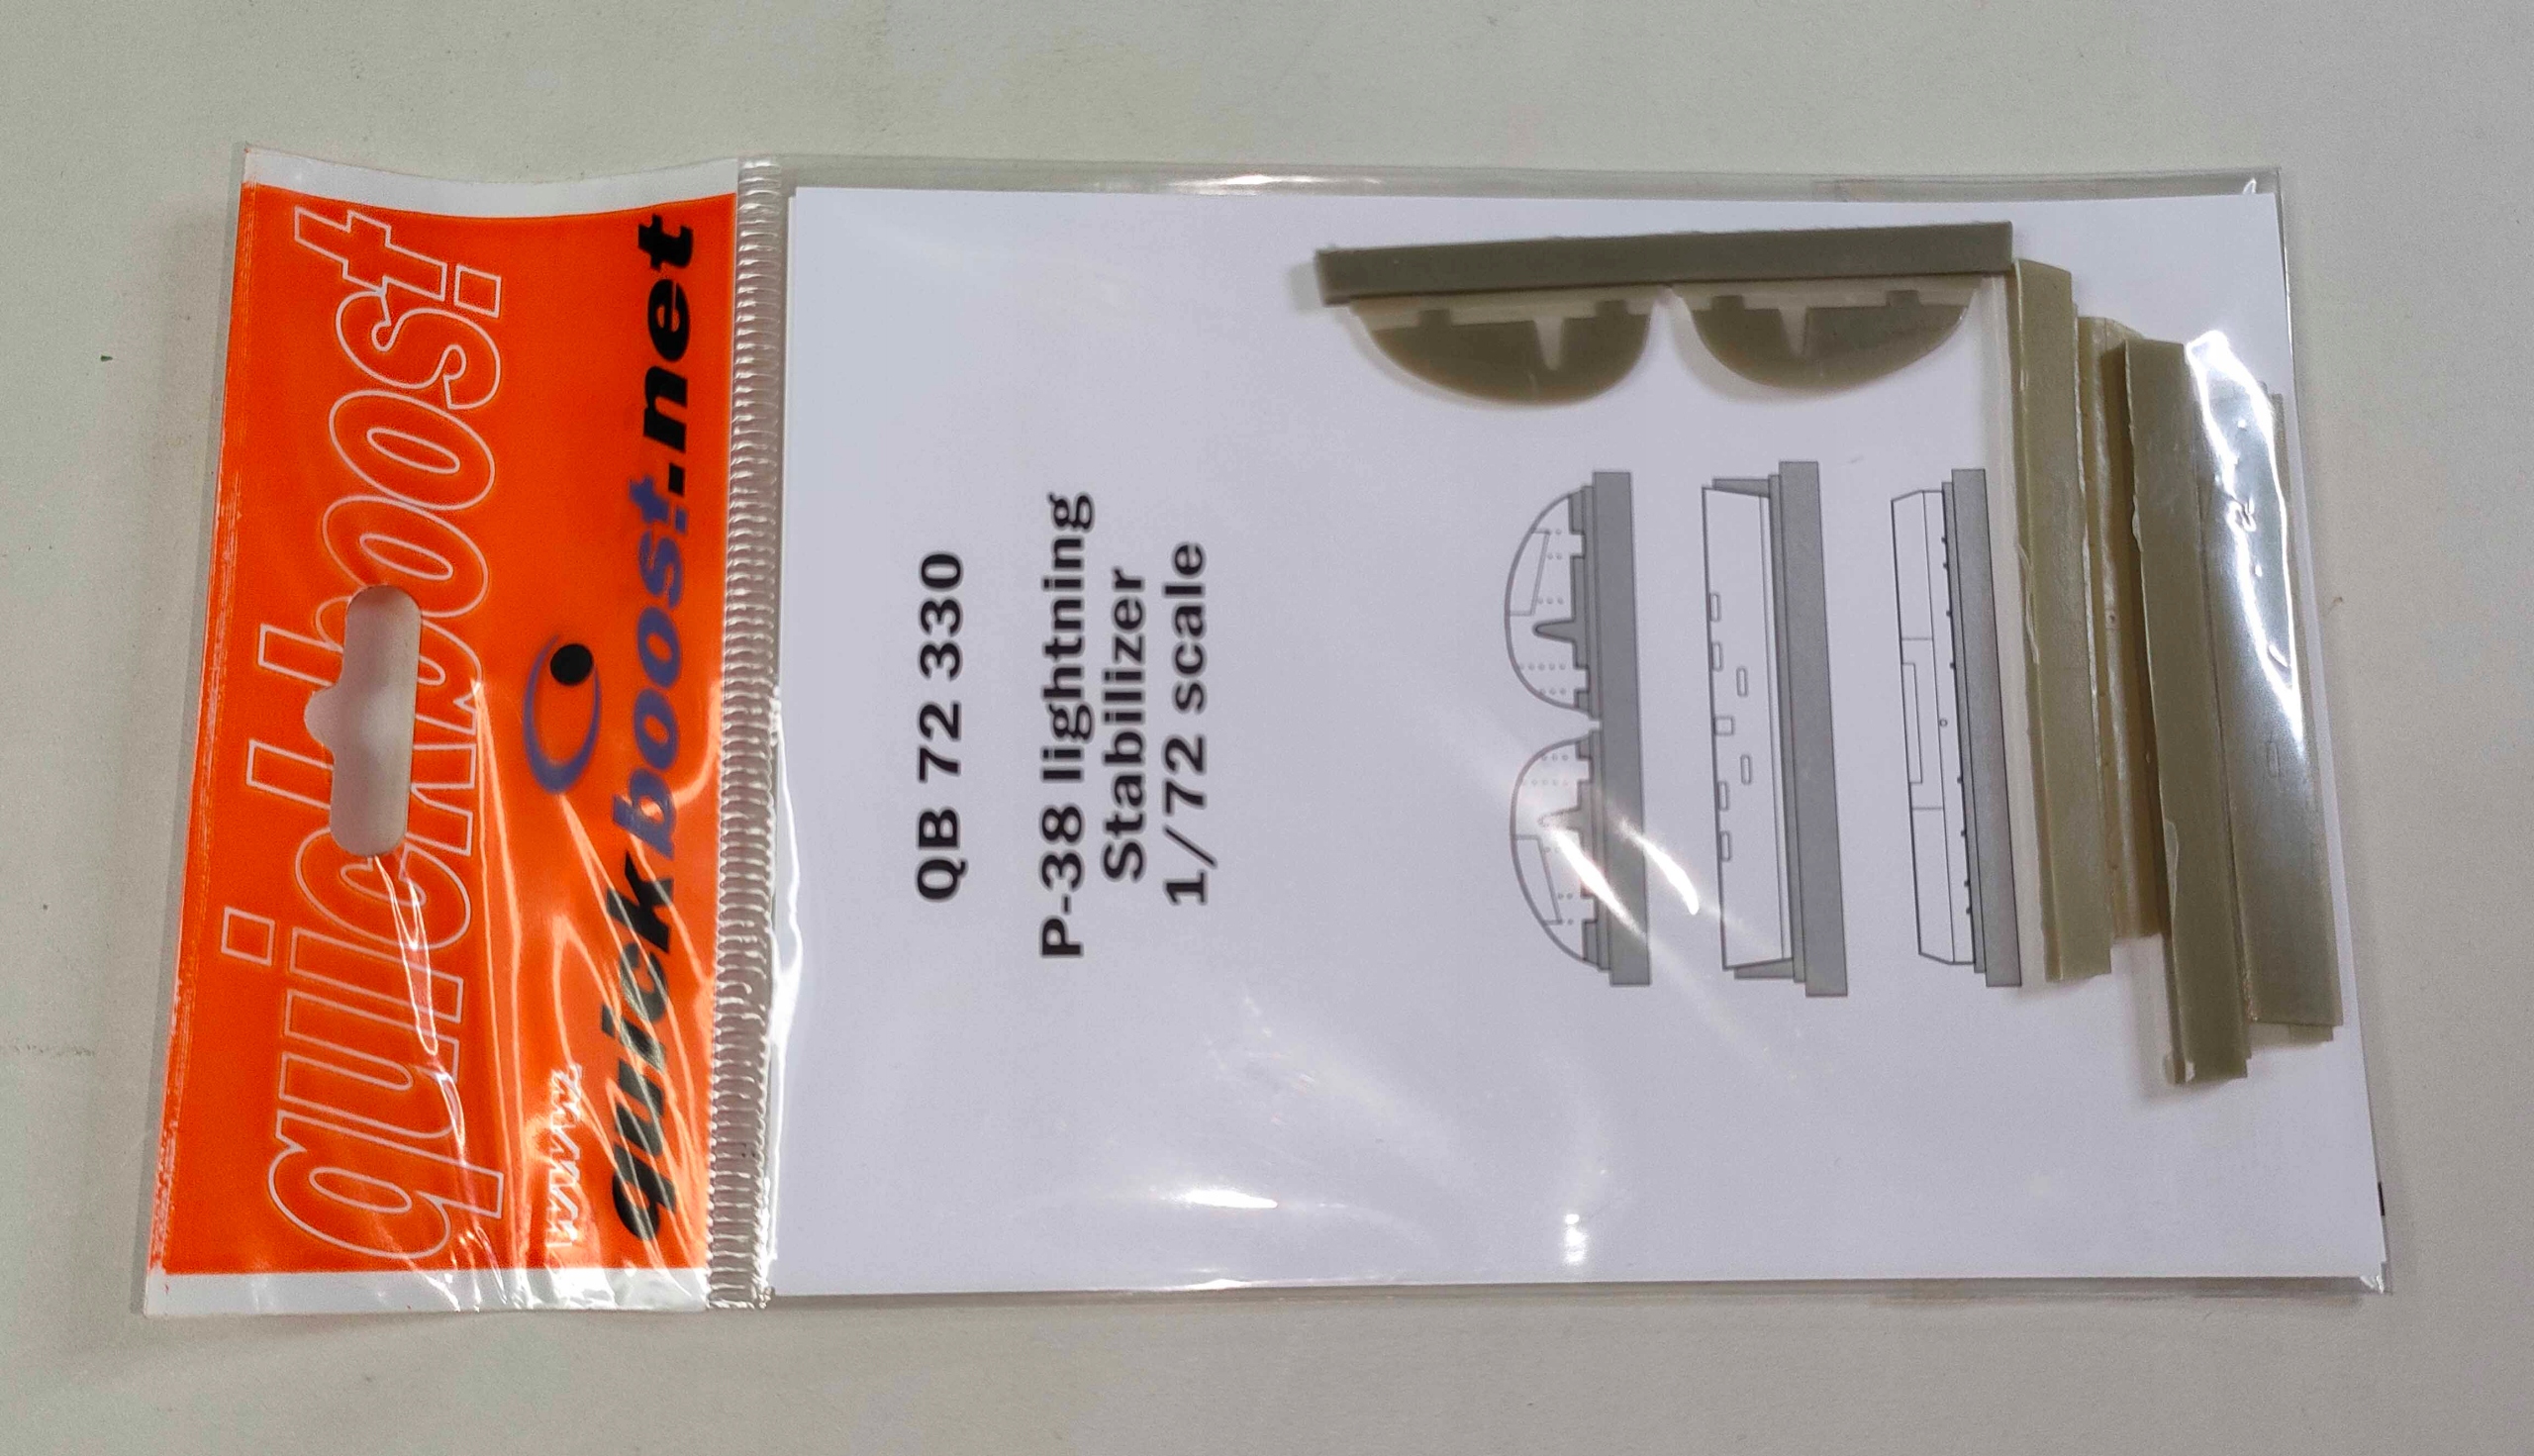 quickboost
www.
quickboost.net
QB 72 330
P-38 lightning
Stabilizer
1/72 scale